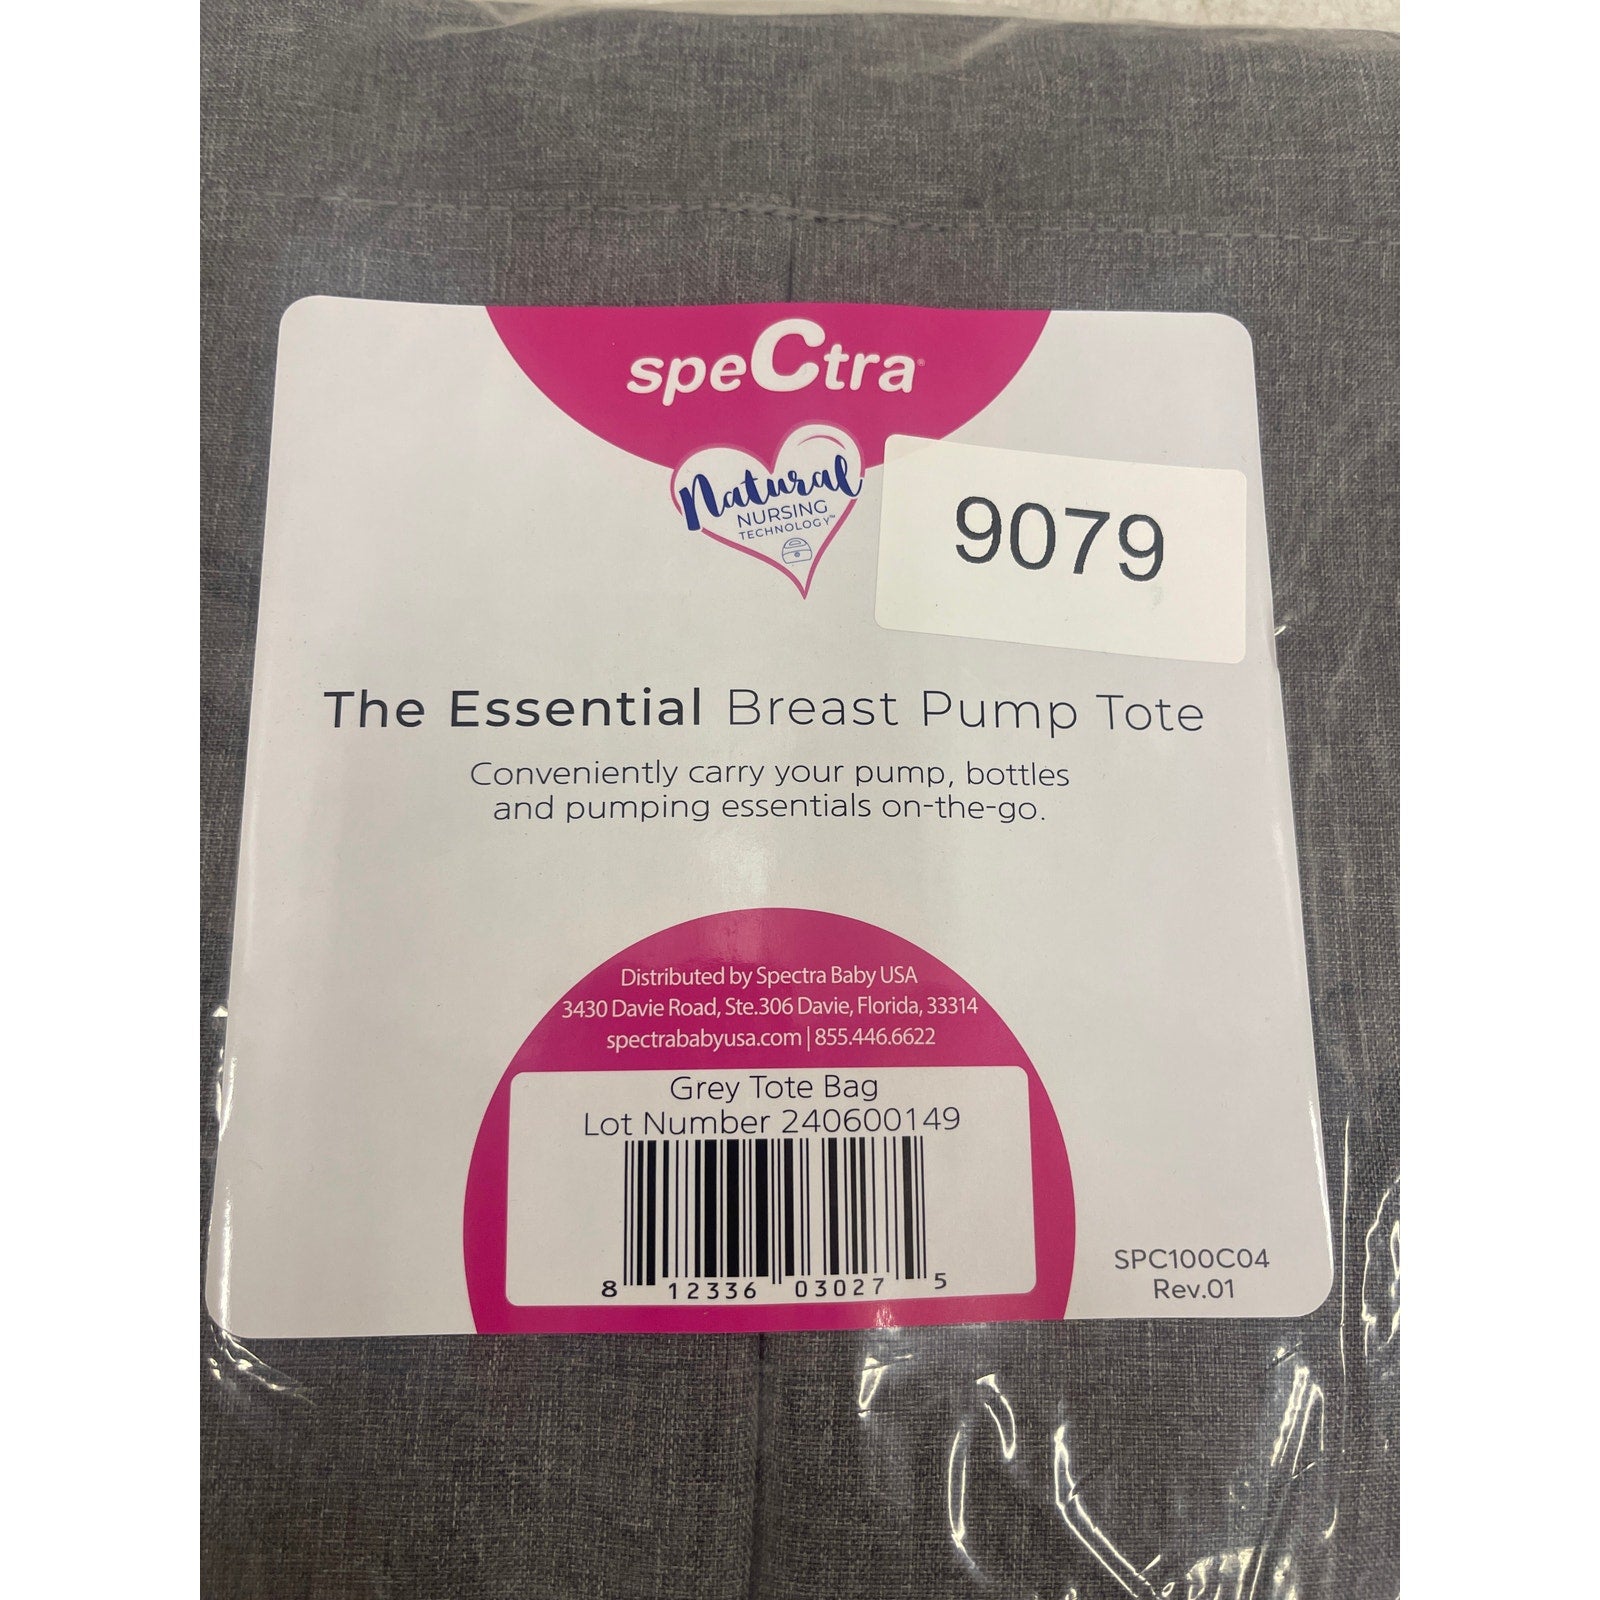 speCtra®
Natural
NURSING
TECHNOLOGY™
9079
The Essential Breast Pump Tote
Conveniently carry your pump, bottles
and pumping essentials on-the-go.
Distributed by Spectra Baby USA
3430 Davie Road, Ste.306 Davie, Florida, 33314
spectrababyusa.com | 855.446.6622
Grey Tote Bag
Lot Number 240600149
8 12336 03027 5
SPC100C04
Rev.01